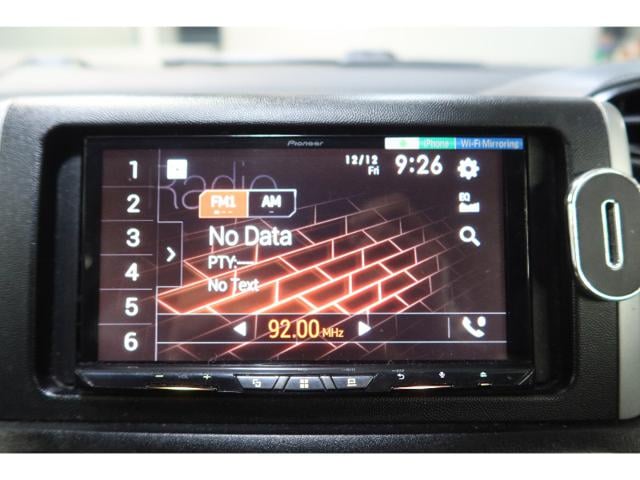 Pioneer
iPhone
Wi-Fi Mirroring
1
2
3
4
5
6
Radio
12/12
Fri
9:26
EQ
FM1
AM
No Data
PTY:—
No Text
92.00 MHz